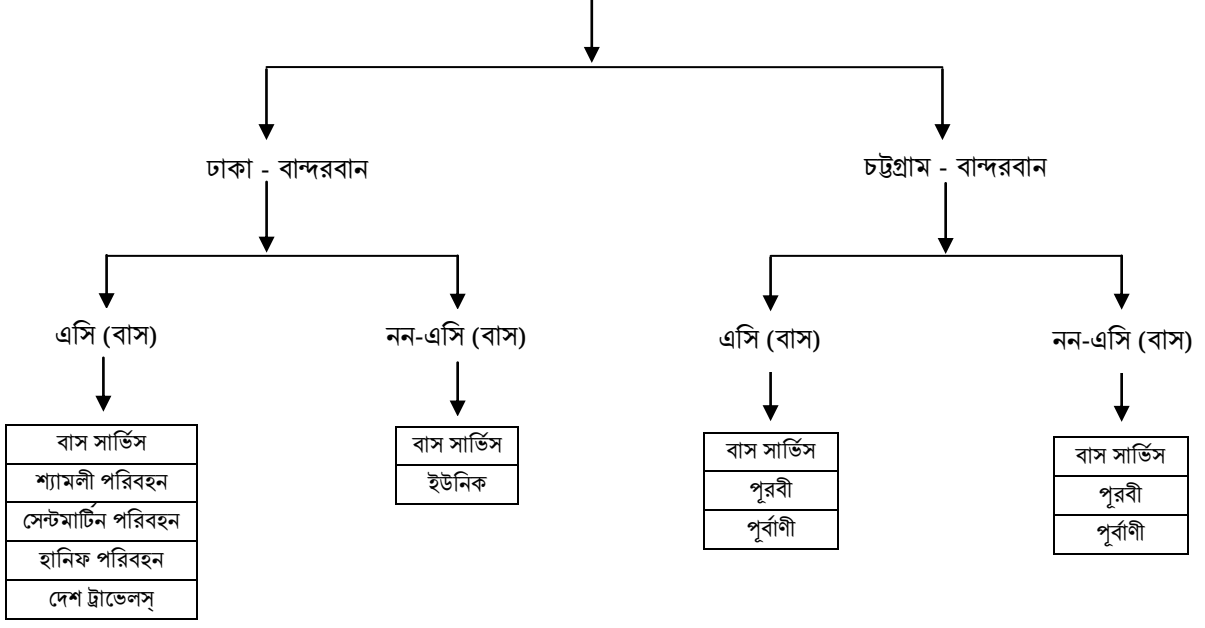 ঢাকা - বান্দরবান
চট্টগ্রাম - বান্দরবান
এসি (বাস)
নন-এসি (বাস)
এসি (বাস)
নন-এসি (বাস)
বাস সার্ভিস
শ্যামলী পরিবহন
সেন্টমার্টিন পরিবহন
হানিফ পরিবহন
দেশ ট্রাভেলস্
বাস সার্ভিস
ইউনিক
বাস সার্ভিস
পূরবী
পূর্বাণী
বাস সার্ভিস
পূরবী
পূর্বাণী